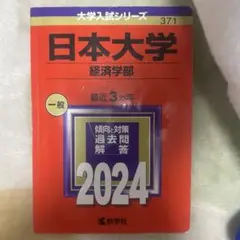 大学入試シリーズ
371
日本大学
経済学部
最近3カ年
一般
傾向と対策
過去問
解答
2024
教学社